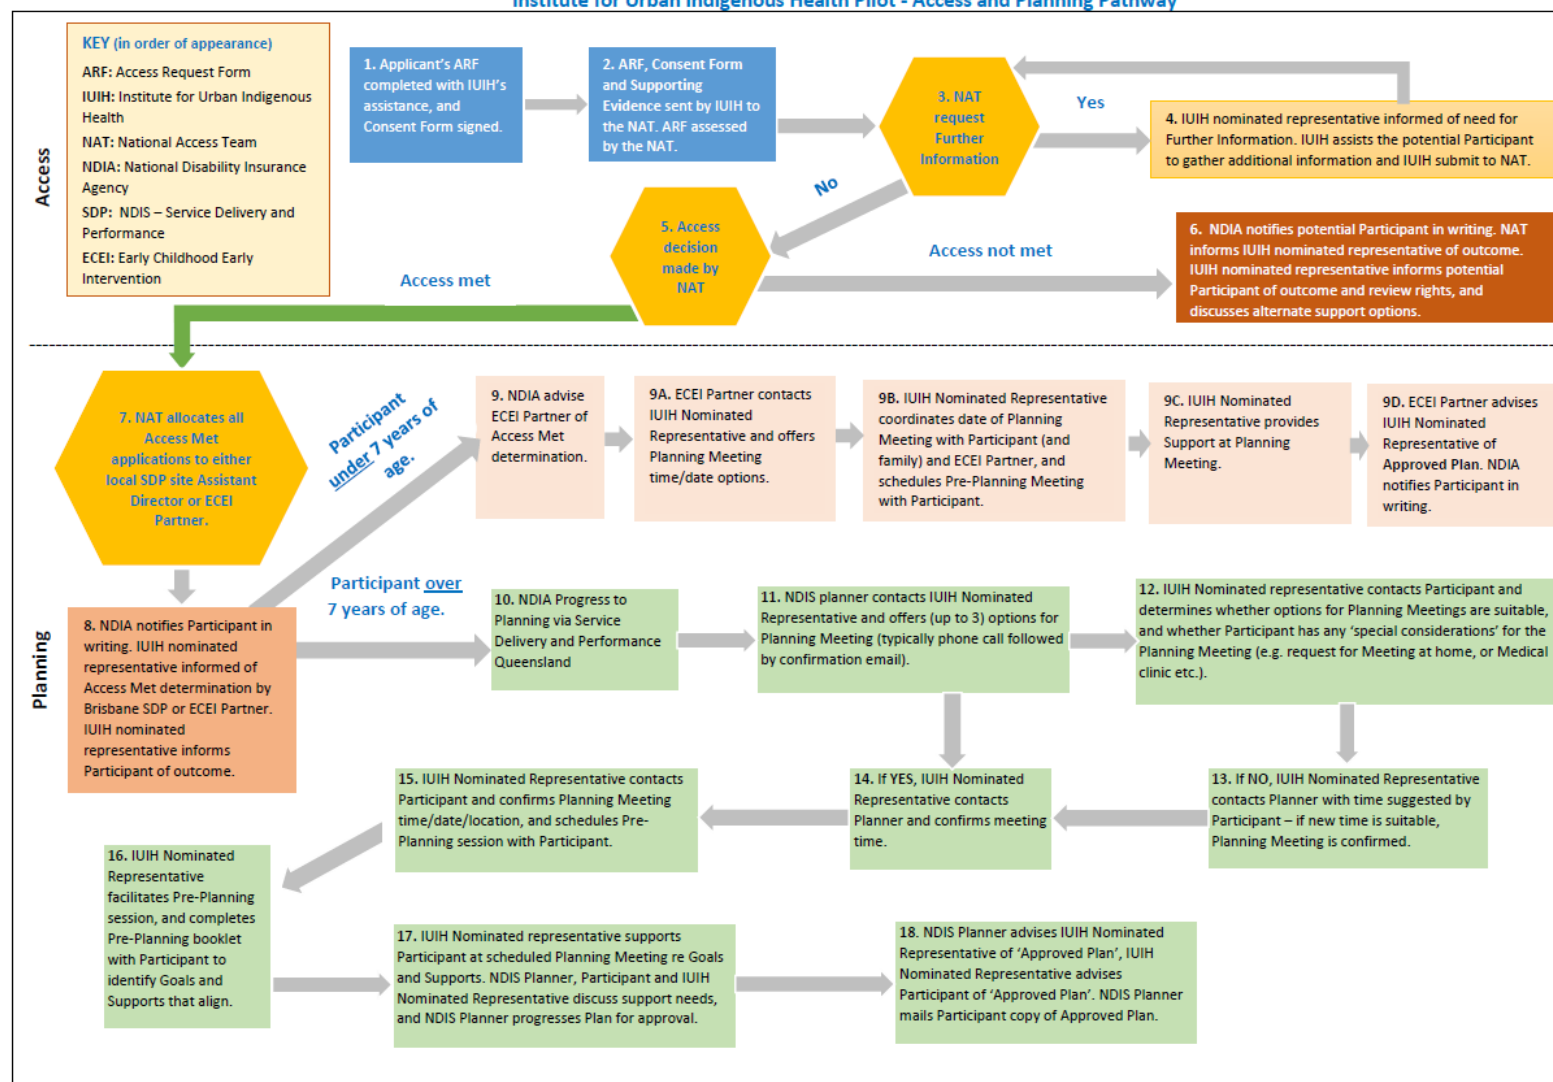 Institute for Urban Indigenous Health Pilot - Access and Planning Pathway
KEY (in order of appearance)
ARF: Access Request Form
IUIH: Institute for Urban Indigenous
Health
NAT: National Access Team
NDIA: National Disability Insurance
Agency
SDP: NDIS – Service Delivery and
Performance
ECEI: Early Childhood Early
Intervention
Access
1. Applicant's ARF
completed with IUIH's
assistance, and
Consent Form signed.
2. ARF, Consent Form
and Supporting
Evidence sent by IUIH to
the NAT. ARF assessed
by the NAT.
3. NAT
request
Further
Information
Yes
4. IUIH nominated representative informed of need for
Further Information. IUIH assists the potential Participant
to gather additional information and IUIH submit to NAT.
No
5. Access
decision
made by
NAT
Access not met
6. NDIA notifies potential Participant in writing. NAT
informs IUIH nominated representative of outcome.
IUIH nominated representative informs potential
Participant of outcome and review rights, and
discusses alternate support options.
Access met
Planning
7. NAT allocates all
Access Met
applications to either
local SDP site Assistant
Director or ECEI
Partner.
Participant
under 7 years of
age.
8. NDIA notifies Participant in
writing. IUIH nominated
representative informed of
Access Met determination by
Brisbane SDP or ECEI Partner.
IUIH nominated
representative informs
Participant of outcome.
9. NDIA advise
ECEI Partner of
Access Met
determination.
9A. ECEI Partner contacts
IUIH Nominated
Representative and offers
Planning Meeting
time/date options.
9B. IUIH Nominated Representative
coordinates date of Planning
Meeting with Participant (and
family) and ECEI Partner, and
schedules Pre-Planning Meeting
with Participant.
9C. IUIH Nominated
Representative provides
Support at Planning
Meeting.
9D. ECEI Partner advises
IUIH Nominated
Representative of
Approved Plan. NDIA
notifies Participant in
writing.
Participant over
7 years of age.
10. NDIA Progress to
Planning via Service
Delivery and Performance
Queensland
11. NDIS planner contacts IUIH Nominated
Representative and offers (up to 3) options for
Planning Meeting (typically phone call followed
by confirmation email).
12. IUIH Nominated representative contacts Participant and
determines whether options for Planning Meetings are suitable,
and whether Participant has any 'special considerations' for the
Planning Meeting (e.g. request for Meeting at home, or Medical
clinic etc.).
13. If NO, IUIH Nominated Representative
contacts Planner with time suggested by
Participant – if new time is suitable,
Planning Meeting is confirmed.
14. If YES, IUIH Nominated
Representative contacts
Planner and confirms meeting
time.
15. IUIH Nominated Representative contacts
Participant and confirms Planning Meeting
time/date/location, and schedules Pre-
Planning session with Participant.
16. IUIH Nominated
Representative
facilitates Pre-Planning
session, and completes
Pre-Planning booklet
with Participant to
identify Goals and
Supports that align.
17. IUIH Nominated representative supports
Participant at scheduled Planning Meeting re Goals
and Supports. NDIS Planner, Participant and IUIH
Nominated Representative discuss support needs,
and NDIS Planner progresses Plan for approval.
18. NDIS Planner advises IUIH Nominated
Representative of 'Approved Plan', IUIH
Nominated Representative advises
Participant of 'Approved Plan'. NDIS Planner
mails Participant copy of Approved Plan.